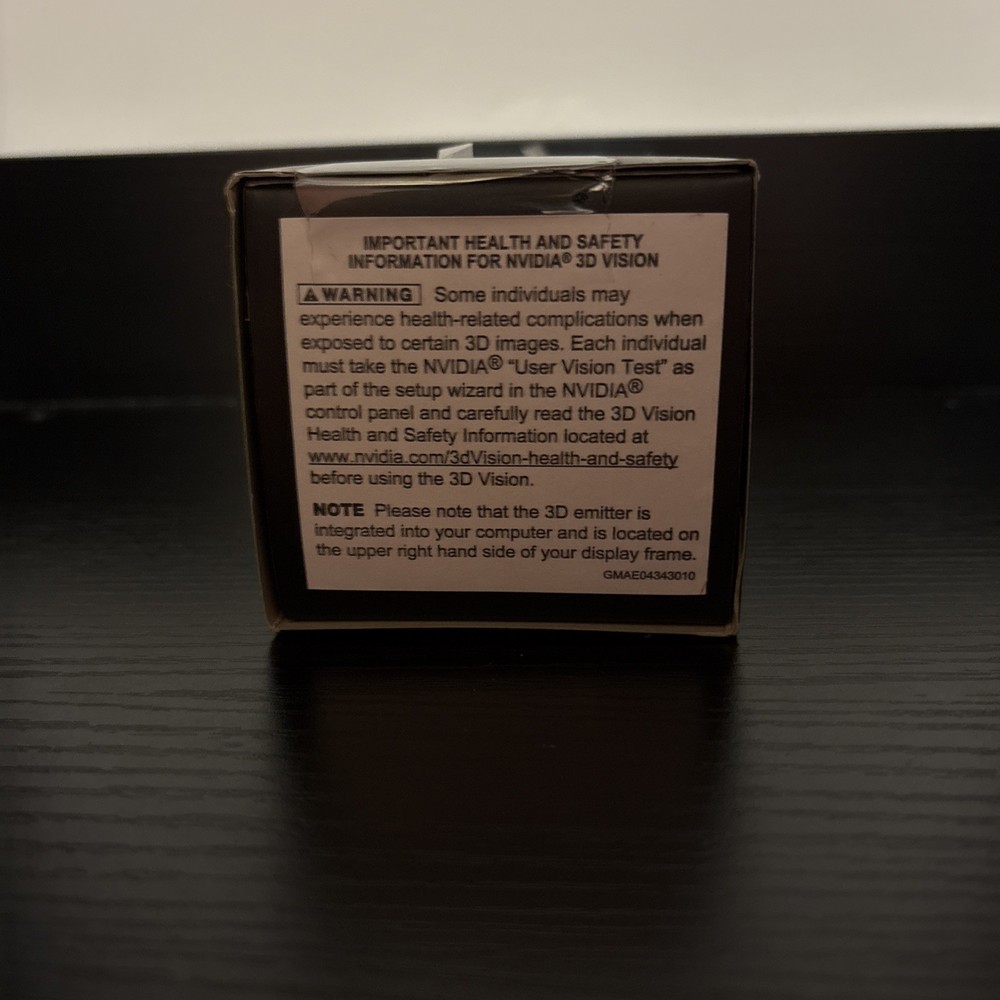 IMPORTANT HEALTH AND SAFETY
INFORMATION FOR NVIDIA® 3D VISION
⚠WARNING Some individuals may
experience health-related complications when
exposed to certain 3D images. Each individual
must take the NVIDIA® “User Vision Test” as
part of the setup wizard in the NVIDIA®
control panel and carefully read the 3D Vision
Health and Safety Information located at
www.nvidia.com/3dVision-health-and-safety
before using the 3D Vision.
NOTE Please note that the 3D emitter is
integrated into your computer and is located on
the upper right hand side of your display frame.
GMAE04343010